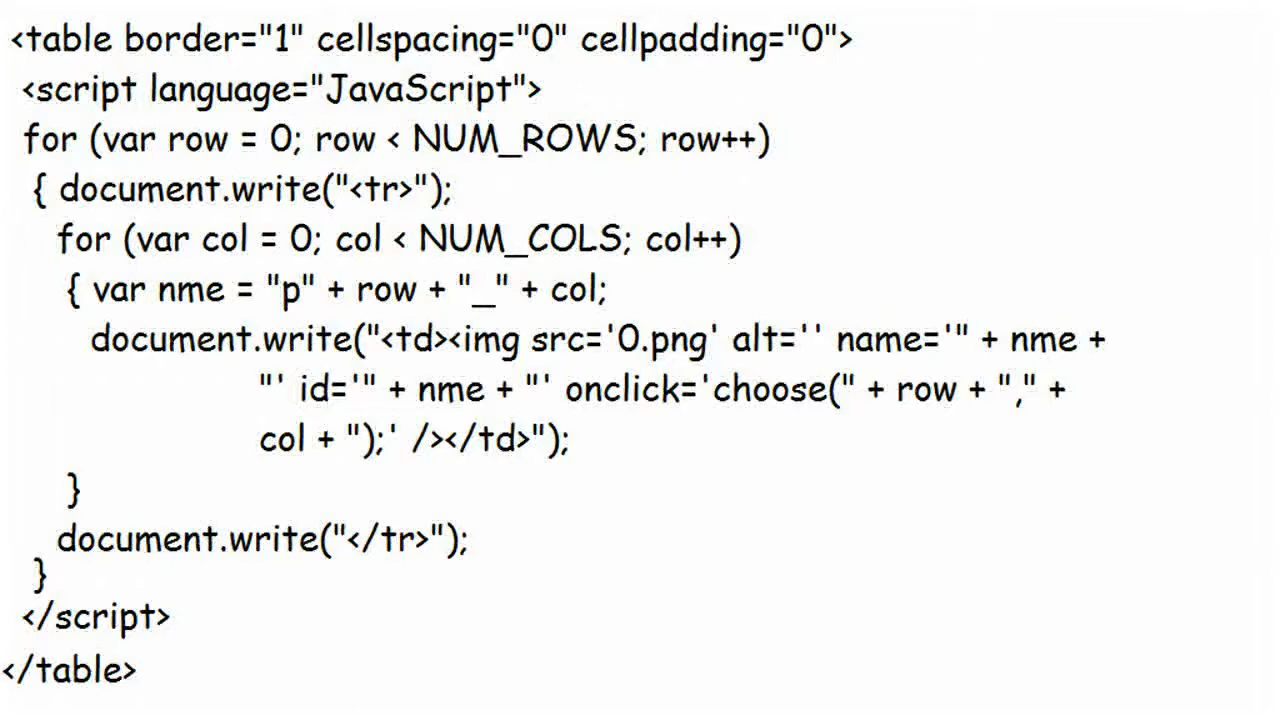 <table border="1" cellspacing="0" cellpadding="0">
<script language="JavaScript">
for (var row = 0; row < NUM_ROWS; row++)
{ document.write("<tr>");
for (var col = 0; col < NUM_COLS; col++)
{ var nme = "p" + row + "_" + col;
document.write("<td><img src='0.png' alt='' name='" + nme +
"' id='" + nme + "' onclick='choose(" + row + "," +
col + ");' /></td>");
}
document.write("</tr>");
}
</script>
</table>